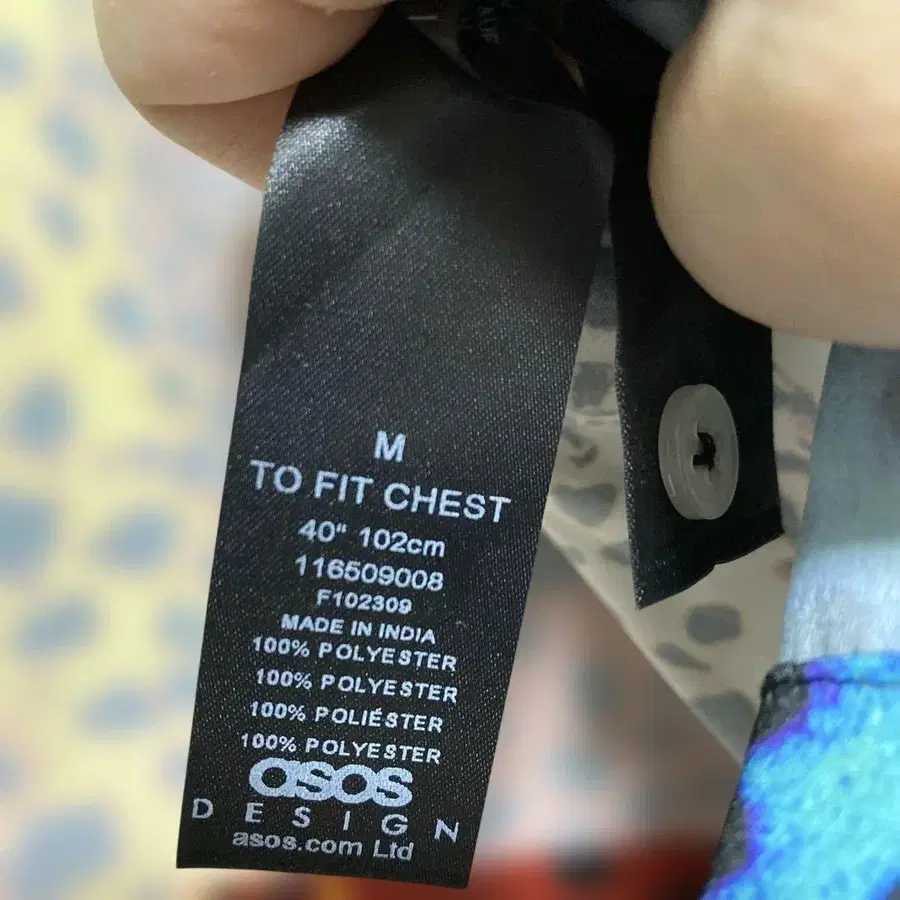 M
TO FIT CHEST
40" 102cm
116509008
F102309
MADE IN INDIA
100% POLYESTER
100% POLYESTER
100% POLIÉSTER
100% POLYESTER
asos
DESIGN
asos.com Ltd